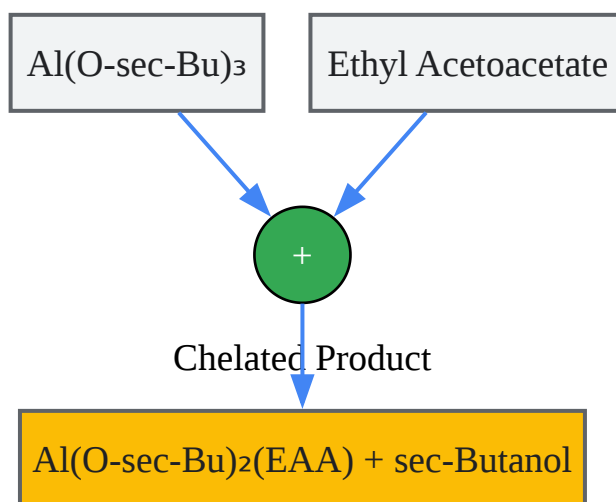 Al(O-sec-Bu)₃
Ethyl Acetoacetate
+
Chelated Product
Al(O-sec-Bu)₂(EAA) + sec-Butanol